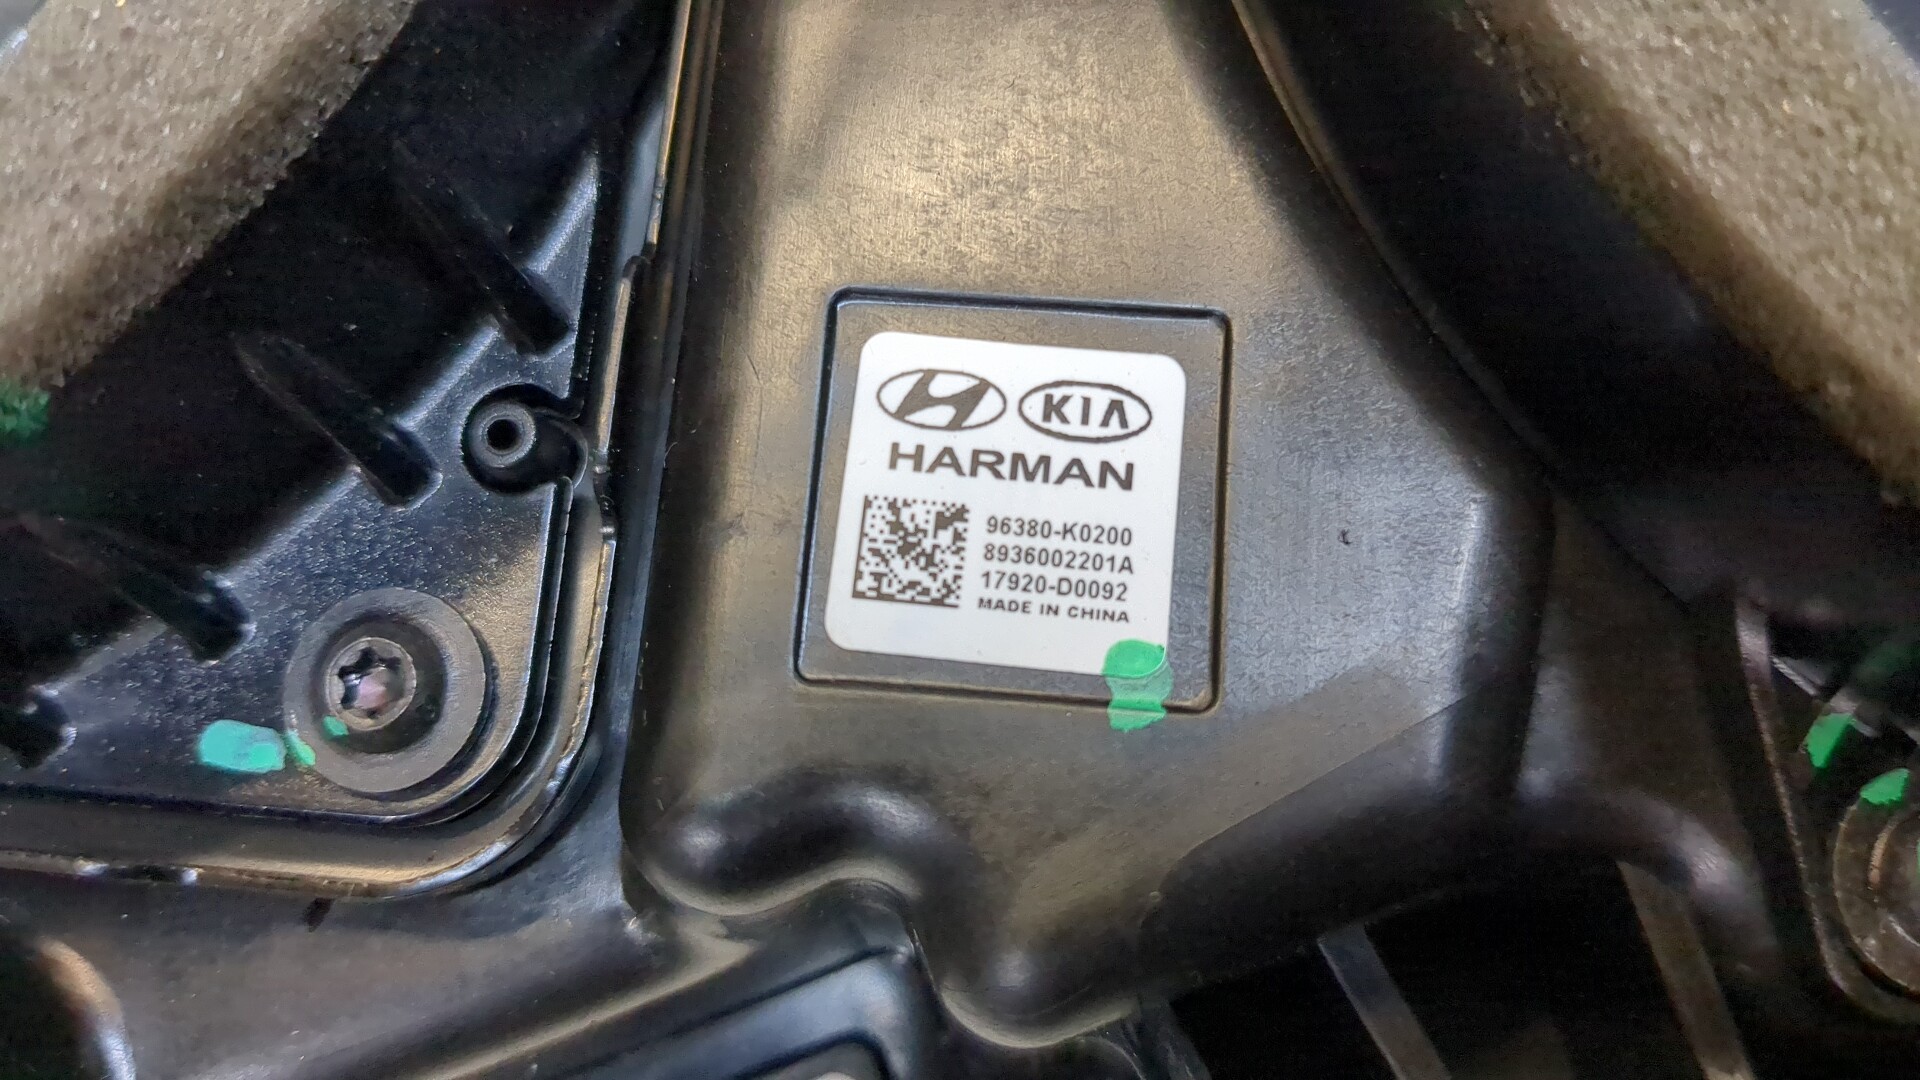 KIA
HARMAN
96380-K0200
8936002201A
17920-D0092
MADE IN CHINA